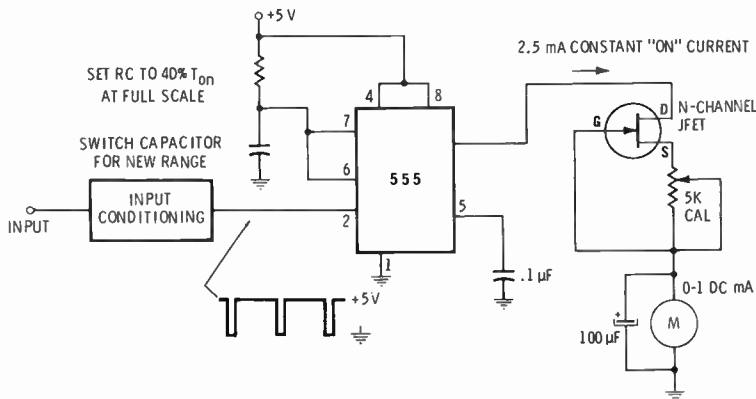 +5 V
2.5 mA CONSTANT "ON" CURRENT
SET RC TO 40% Ton
AT FULL SCALE
4
8
D
N-CHANNEL
JFET
G
7
S
SWITCH CAPACITOR
FOR NEW RANGE
6
555
5K
CAL
INPUT
CONDITIONING
2
5
INPUT
1
.1 µF
0-1 DC mA
+5V
+
M
100 µF